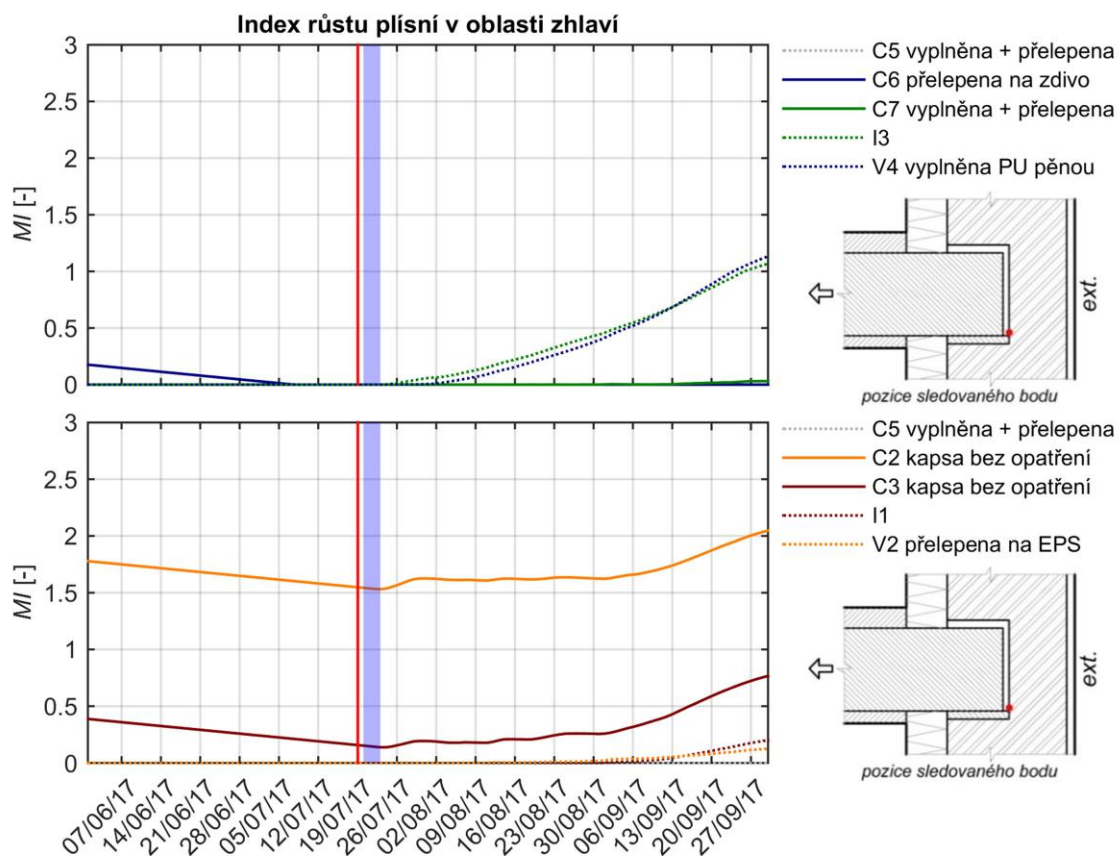 Index růstu plísní v oblasti zhlaví
3
2.5
2
1.5
1
0.5
0
MI [-]
C5 vyplněna + přelepena
C6 přelepena na zdivo
C7 vyplněna + přelepena
I3
V4 vyplněna PU pěnou
ext.
pozice sledovaného bodu
3
2.5
2
1.5
1
0.5
0
MI [-]
C5 vyplněna + přelepena
C2 kapsa bez opatření
C3 kapsa bez opatření
I1
V2 přelepena na EPS
ext.
pozice sledovaného bodu
07/06/17
14/06/17
21/06/17
28/06/17
05/07/17
12/07/17
19/07/17
26/07/17
02/08/17
09/08/17
16/08/17
23/08/17
30/08/17
06/09/17
13/09/17
20/09/17
27/09/17